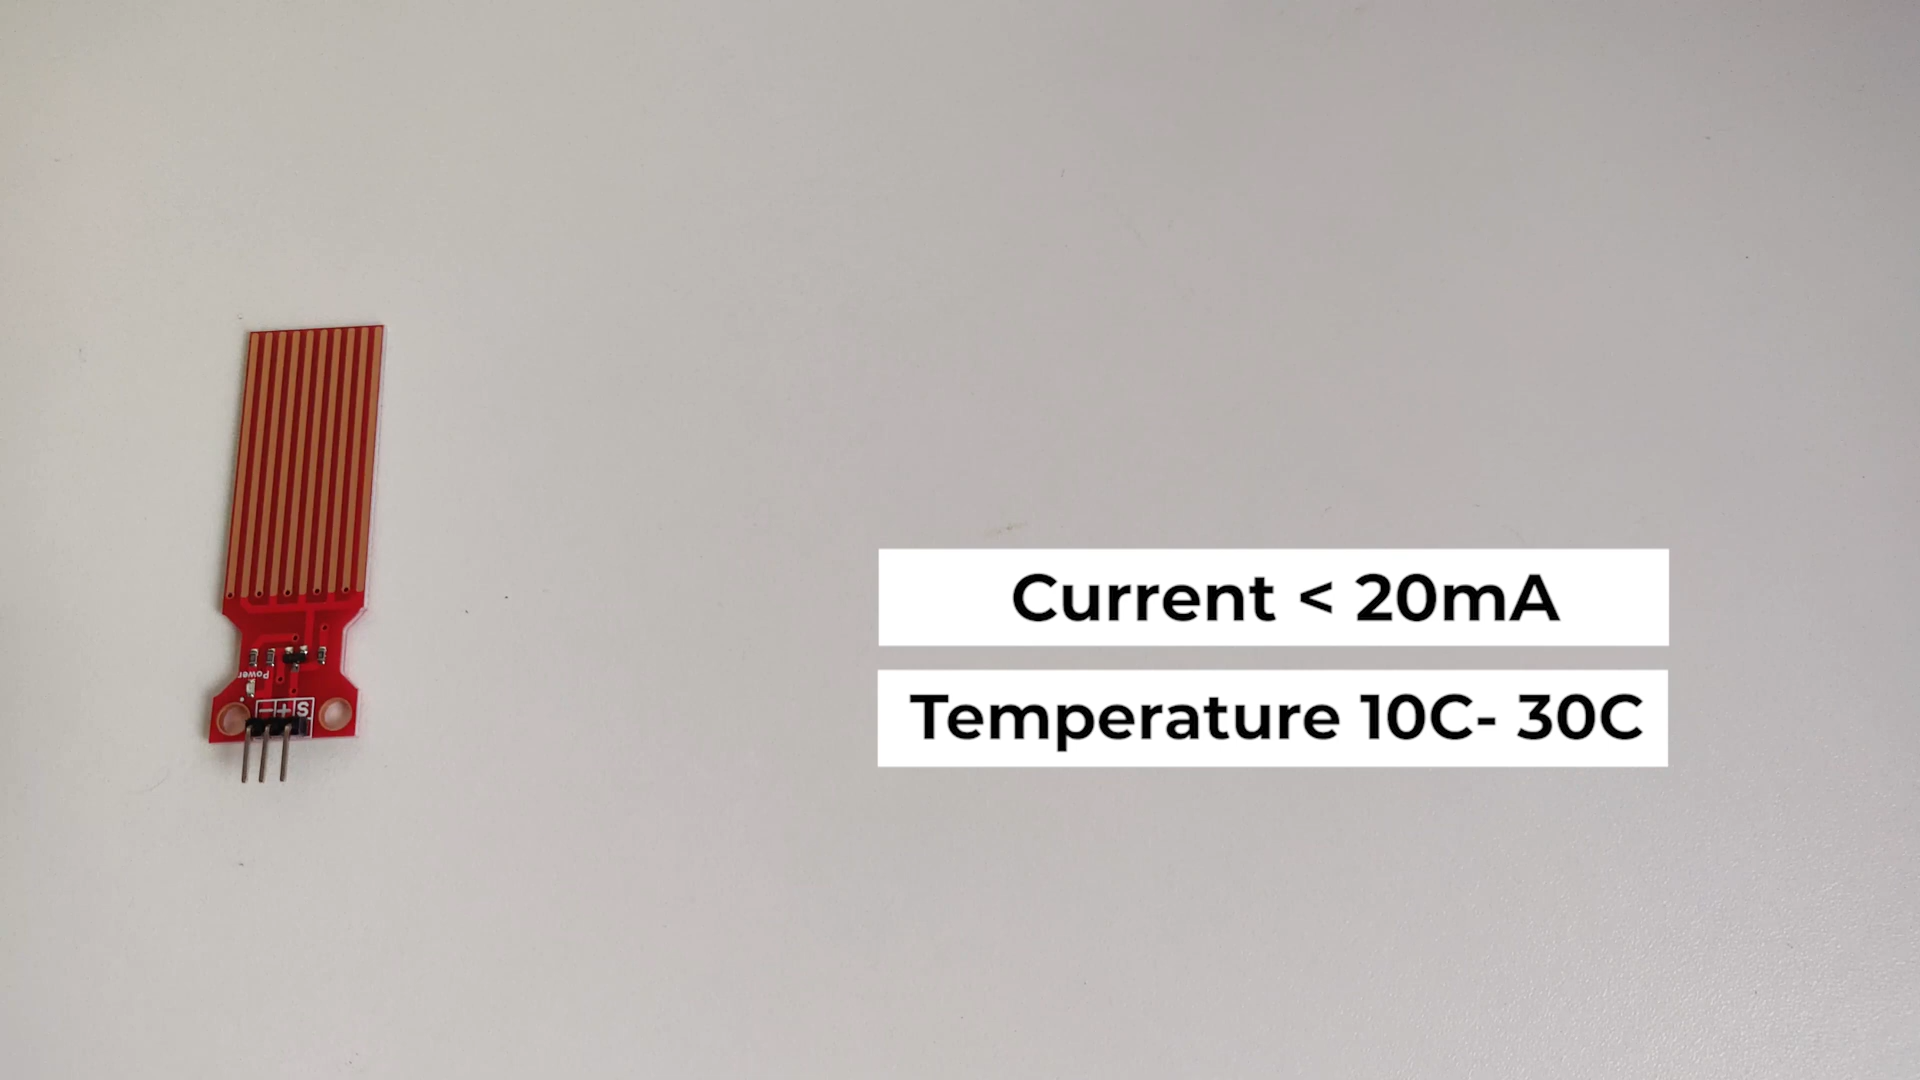 Current < 20mA
Temperature 10C- 30C
Power
- + S